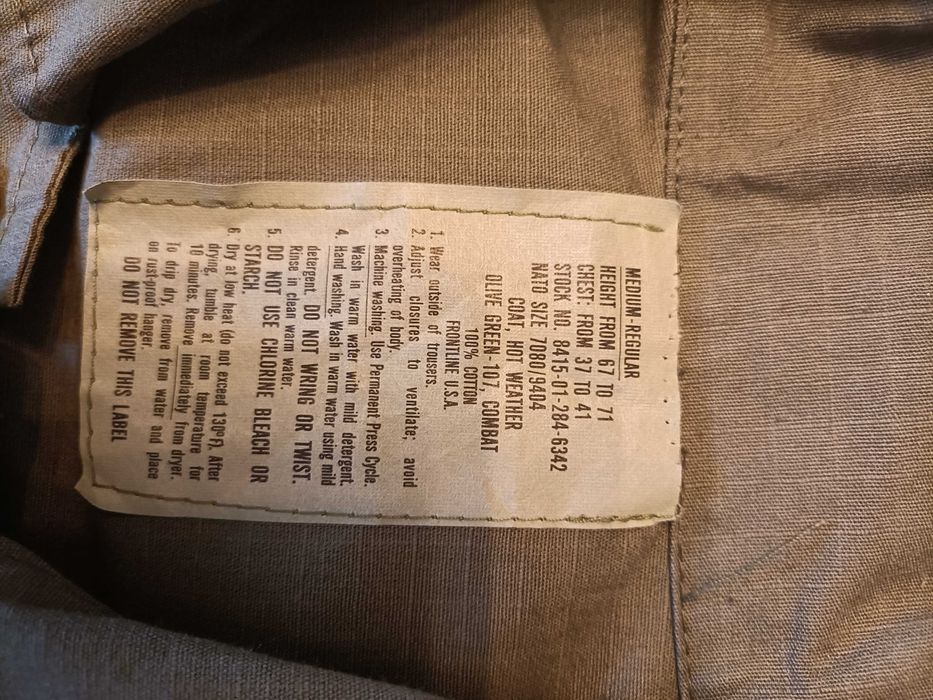 MEDIUM-REGULAR
HEIGHT FROM 67 TO 71
CHEST: FROM 37 TO 41
STOCK NO. 8415-01-284-6342
NATO SIZE 7080/9404
COAT, HOT WEATHER
OLIVE GREEN-107, COMBAT
100% COTTON
FRONTLINE U.S.A.
1. Wear outside of trousers.
2. Adjust closures to ventilate; avoid
overheating of body.
3. Machine washing. Use Permanent Press Cycle.
Wash in warm water with mild detergent.
4. Hand washing. Wash in warm water using mild
detergent. DO NOT WRING OR TWIST.
Rinse in clean warm water.
5. DO NOT USE CHLORINE BLEACH OR
STARCH.
6. Dry at low heat (do not exceed 130°F). After
drying, tumble at room temperature for
10 minutes. Remove immediately from dryer.
To drip dry, remove from water and place
on rust-proof hanger.
DO NOT REMOVE THIS LABEL